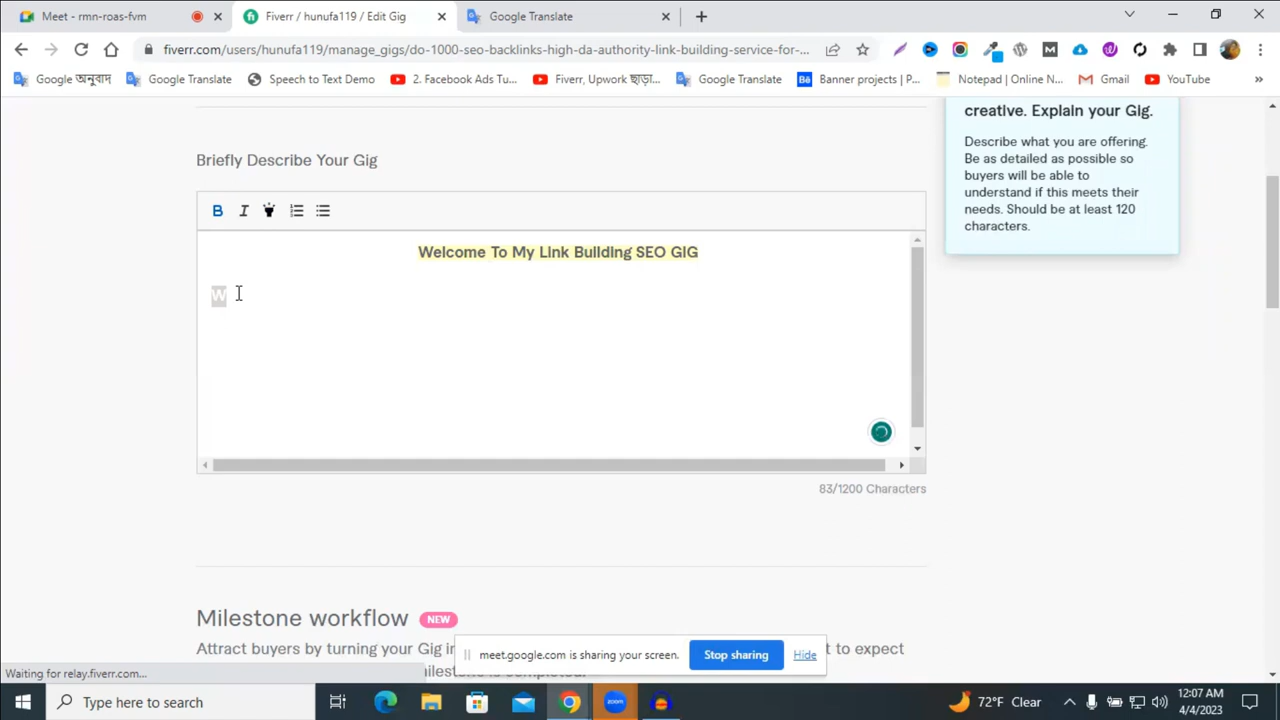 Meet - rmn-roas-fvm
Fiverr / hunufa119 / Edit Gig
Google Translate
fiverr.com/users/hunufa119/manage_gigs/do-1000-seo-backlinks-high-da-authority-link-building-service-for-...
Google অনুবাদ
Google Translate
Speech to Text Demo
2. Facebook Ads Tu...
Fiverr, Upwork ছাড়া...
Google Translate
Banner projects | P...
Notepad | Online N...
Gmail
YouTube
»
creative. Explain your Gig.
Describe what you are offering.
Be as detailed as possible so
buyers will be able to
understand if this meets their
needs. Should be at least 120
characters.
Briefly Describe Your Gig
B I
Welcome To My Link Building SEO GIG
W
83/1200 Characters
Milestone workflow NEW
Attract buyers by turning your Gig in
t to expect
milestone is completed.
meet.google.com is sharing your screen.
Stop sharing
Hide
Waiting for relay.fiverr.com...
Type here to search
72°F Clear
12:07 AM
4/4/2023